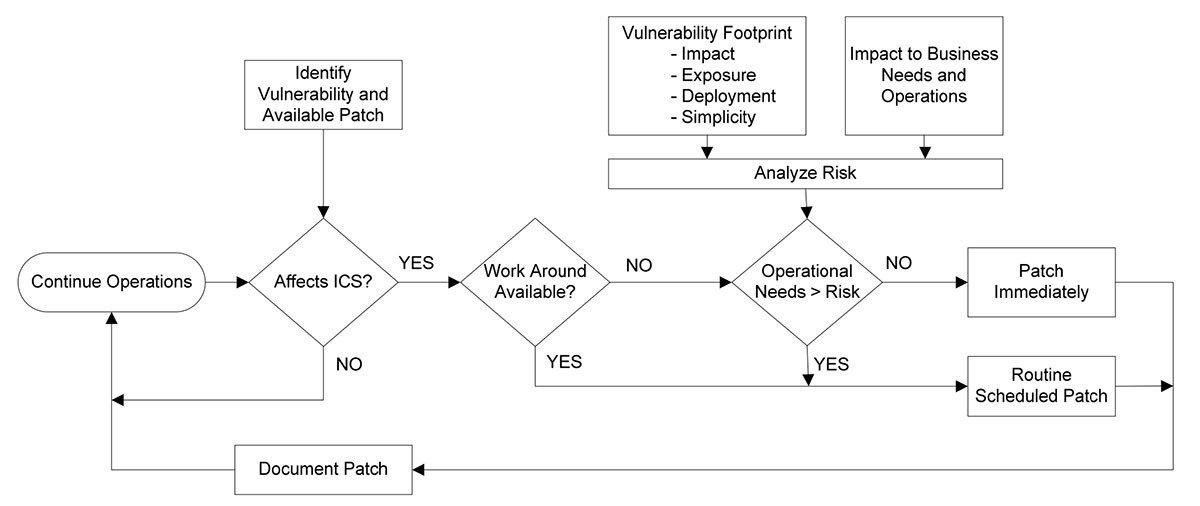 Vulnerability Footprint
- Impact
- Exposure
- Deployment
- Simplicity
Impact to Business
Needs and
Operations
Identify
Vulnerability and
Available Patch
Analyze Risk
Continue Operations
Affects ICS?
YES
NO
Work Around
Available?
NO
YES
Operational
Needs > Risk
NO
YES
Patch
Immediately
Routine
Scheduled Patch
Document Patch